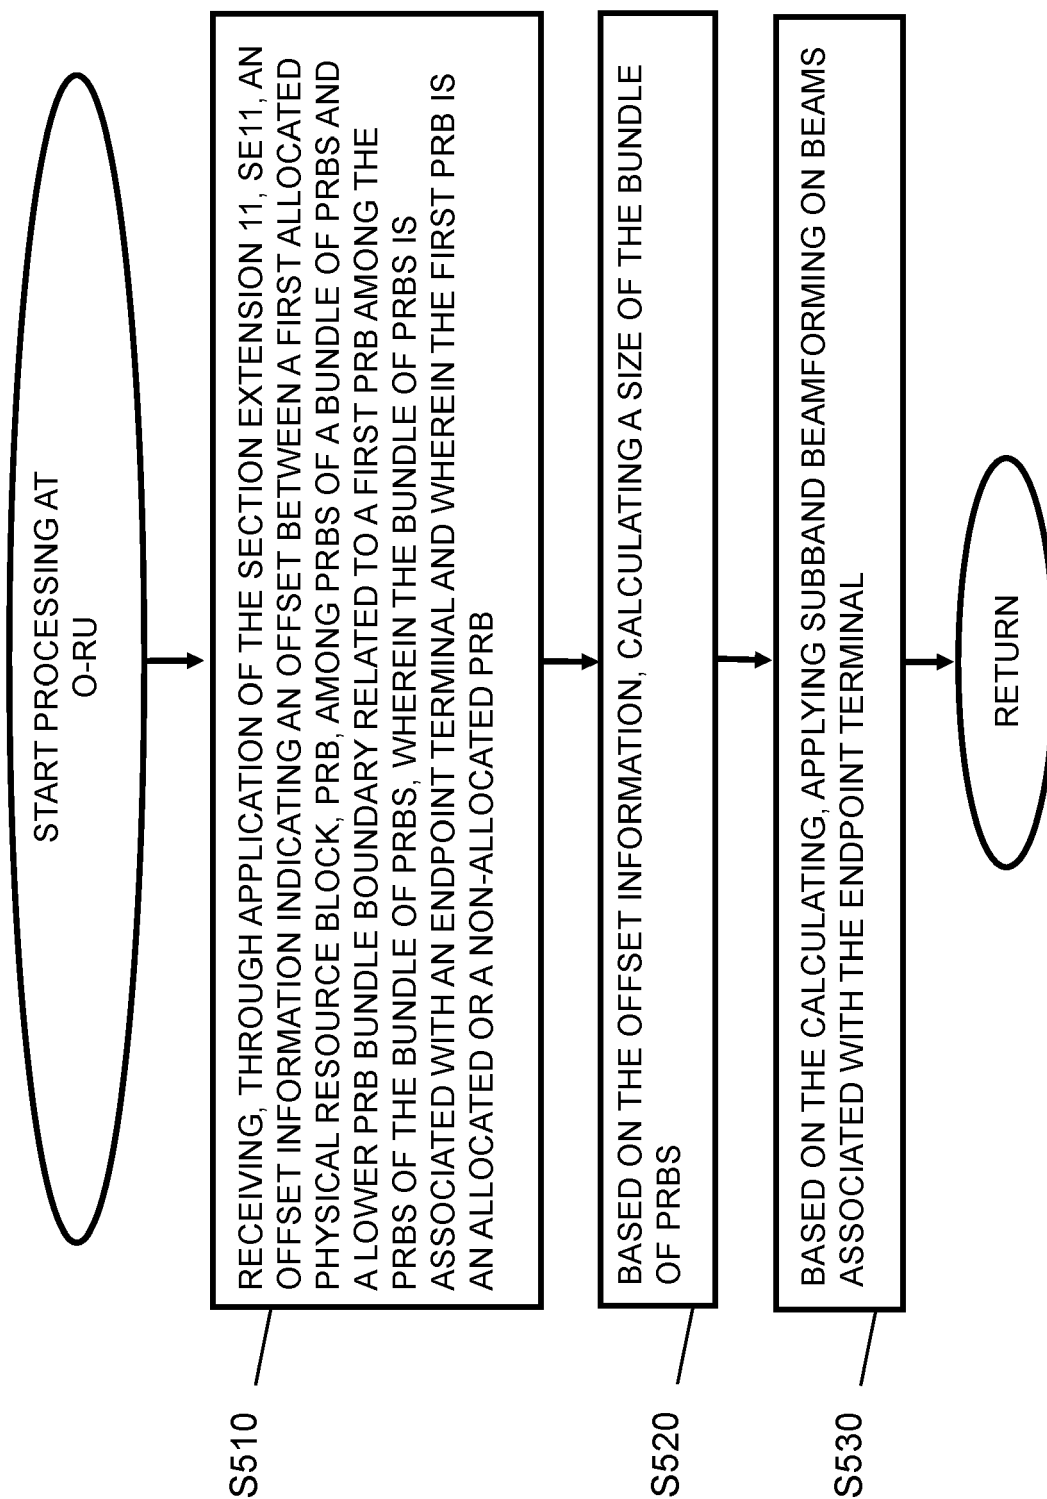 START PROCESSING AT
O-RU
S510
RECEIVING, THROUGH APPLICATION OF THE SECTION EXTENSION 11, SE11, AN
OFFSET INFORMATION INDICATING AN OFFSET BETWEEN A FIRST ALLOCATED
PHYSICAL RESOURCE BLOCK, PRB, AMONG PRBS OF A BUNDLE OF PRBS AND
A LOWER PRB BUNDLE BOUNDARY RELATED TO A FIRST PRB AMONG THE
PRBS OF THE BUNDLE OF PRBS, WHEREIN THE BUNDLE OF PRBS IS
ASSOCIATED WITH AN ENDPOINT TERMINAL AND WHEREIN THE FIRST PRB IS
AN ALLOCATED OR A NON-ALLOCATED PRB
S520
BASED ON THE OFFSET INFORMATION, CALCULATING A SIZE OF THE BUNDLE
OF PRBS
S530
BASED ON THE CALCULATING, APPLYING SUBBAND BEAMFORMING ON BEAMS
ASSOCIATED WITH THE ENDPOINT TERMINAL
RETURN